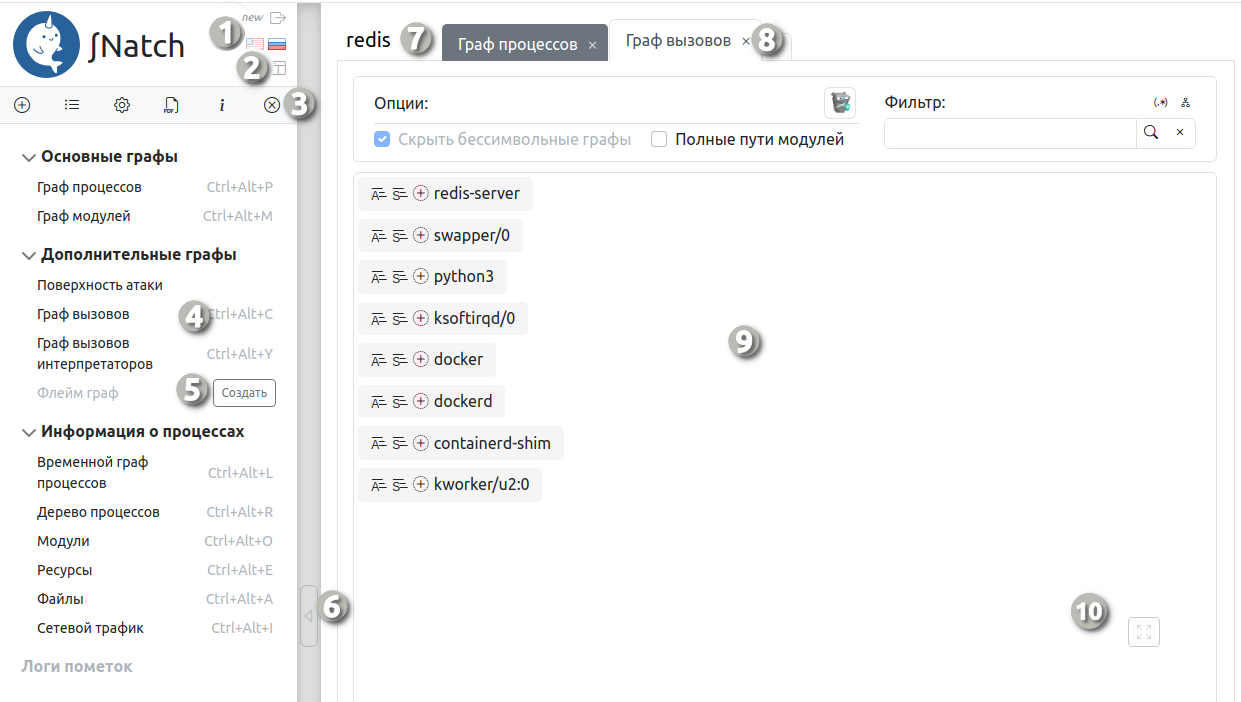 new
1
∫Natch
2
PDF
i
3
Основные графы
Граф процессов Ctrl+Alt+P
Граф модулей Ctrl+Alt+M
Дополнительные графы
Поверхность атаки
Граф вызовов 4 Ctrl+Alt+C
Граф вызовов
интерпретаторов Ctrl+Alt+Y
Флейм граф 5 Создать
Информация о процессах
Временной граф
процессов Ctrl+Alt+L
Дерево процессов Ctrl+Alt+R
Модули Ctrl+Alt+O
Ресурсы Ctrl+Alt+E
Файлы Ctrl+Alt+A
Сетевой трафик Ctrl+Alt+I
Логи пометок
6
redis 7 Граф процессов × Граф вызовов × 8
Опции:
Скрыть бессимвольные графы Полные пути модулей
Фильтр: (.*)
×
A S redis-server
A S swapper/0
A S python3
A S ksoftirqd/0
A S docker
A S dockerd
A S containerd-shim
A S kworker/u2:0
9
10